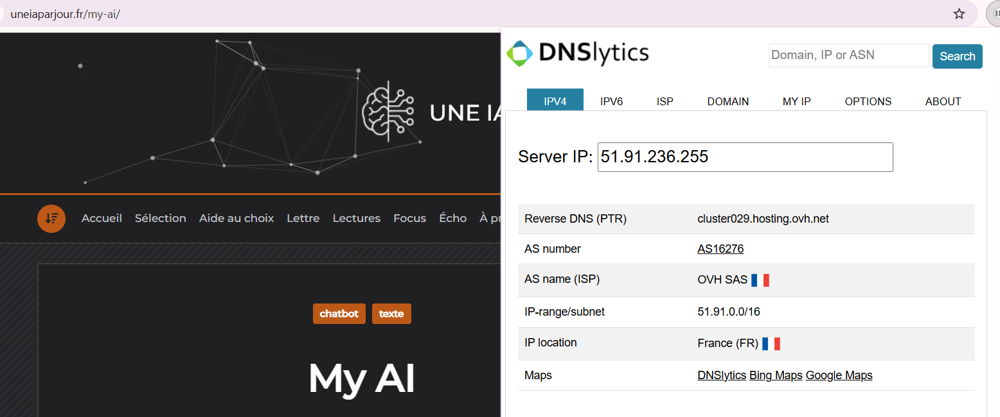 uneiaparjour.fr/my-ai/
UNE IA
Accueil Sélection Aide au choix Lettre Lectures Focus Écho À pr
chatbot texte
My AI
DNSlytics
Domain, IP or ASN Search
IPV4 IPV6 ISP DOMAIN MY IP OPTIONS ABOUT
Server IP: 51.91.236.255
Reverse DNS (PTR) cluster029.hosting.ovh.net
AS number AS16276
AS name (ISP) OVH SAS
IP-range/subnet 51.91.0.0/16
IP location France (FR)
Maps DNSlytics Bing Maps Google Maps